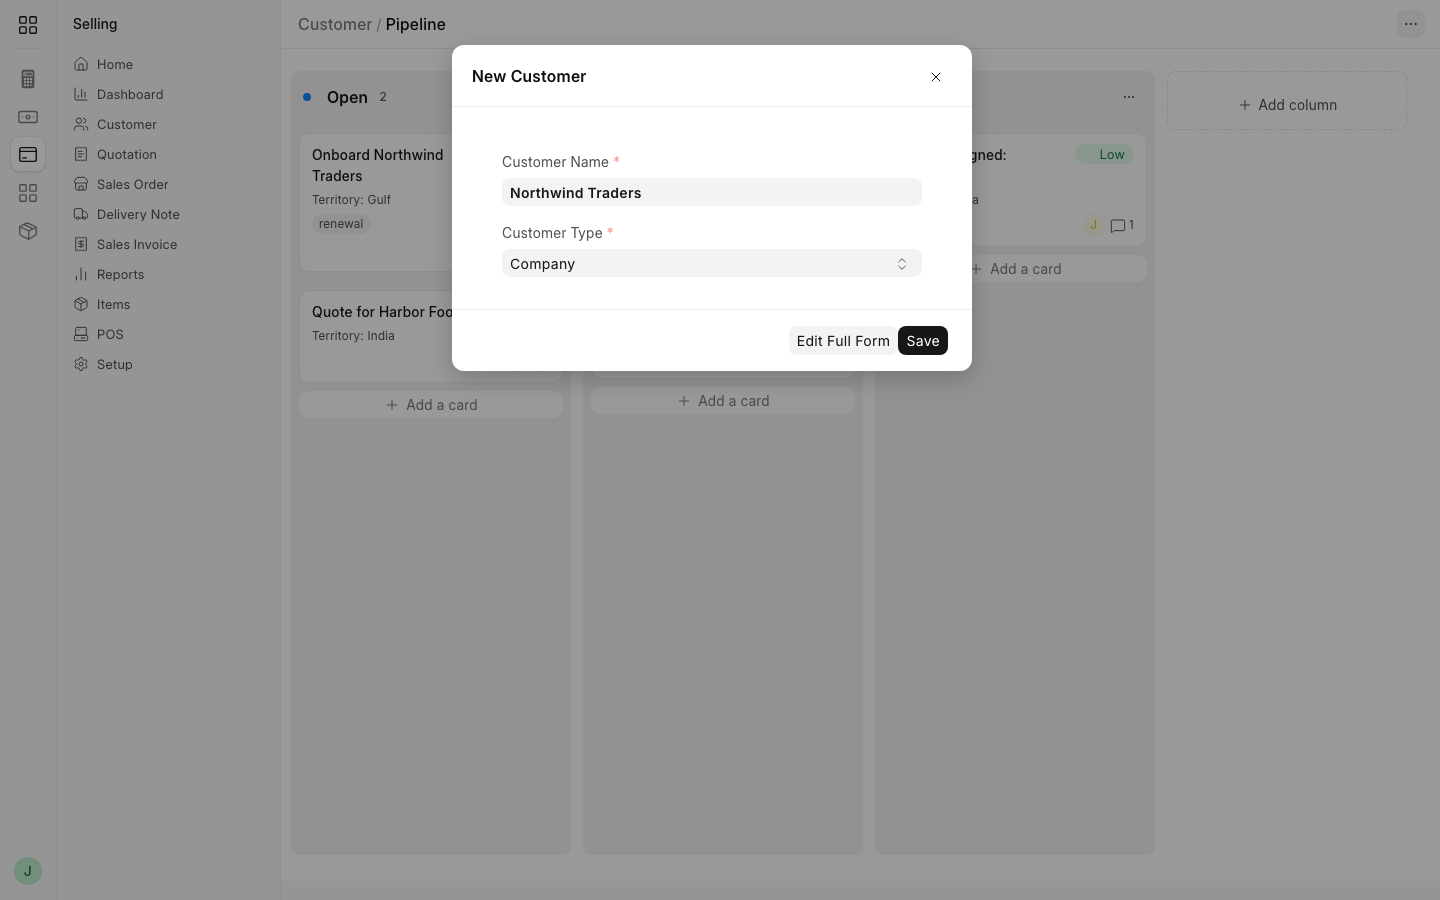 Selling
Home
Dashboard
Customer
Quotation
Sales Order
Delivery Note
Sales Invoice
Reports
Items
POS
Setup
J
Customer / Pipeline
Open 2
Onboard Northwind
Traders
Territory: Gulf
renewal
Quote for Harbor Foo
Territory: India
Add a card
New Customer
Customer Name *
Northwind Traders
Customer Type *
Company
Edit Full Form
Save
Add a card
gned:
Low
a
J
1
Add a card
Add column